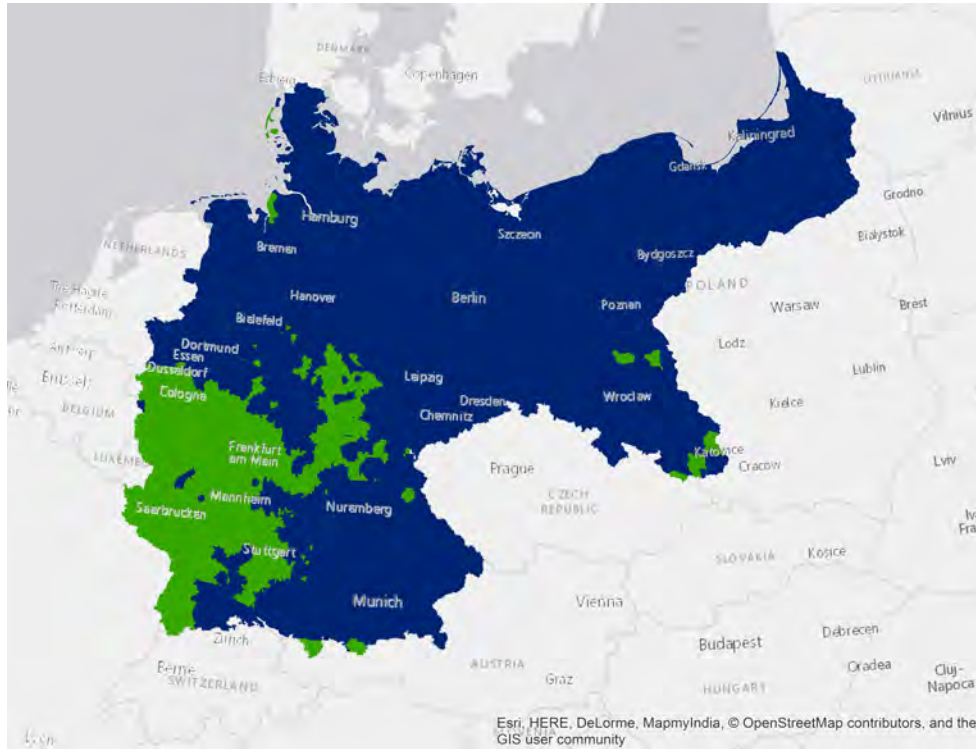 DENMARK
Esbjerg
Copenhagen
LITHUANIA
Vilnius
Kaliningrad
Gdansk
Grodno
Hamburg
Szczecin
Bialystok
Bremen
NETHERLANDS
Bydgoszcz
POLAND
The Hague
Rotterdam
Hanover
Berlin
Poznan
Warsaw
Brest
Bielefeld
Lodz
Dortmund
Essen
Antwerp
Dusseldorf
Leipzig
Lublin
Brussels
Cologne
Dresden
Wroclaw
Kielce
BELGIUM
Chemnitz
Frankfurt
am Main
Katowice
LUXEMB
Prague
Cracow
Lviv
Mannheim
CZECH
REPUBLIC
Saarbrucken
Nuremberg
Stuttgart
SLOVAKIA
Kosice
Munich
Vienna
Zurich
Budapest
Debrecen
Berne
AUSTRIA
Oradea
SWITZERLAND
Graz
HUNGARY
Cluj-
Napoca
Esri, HERE, DeLorme, MapmyIndia, © OpenStreetMap contributors, and the
GIS user community